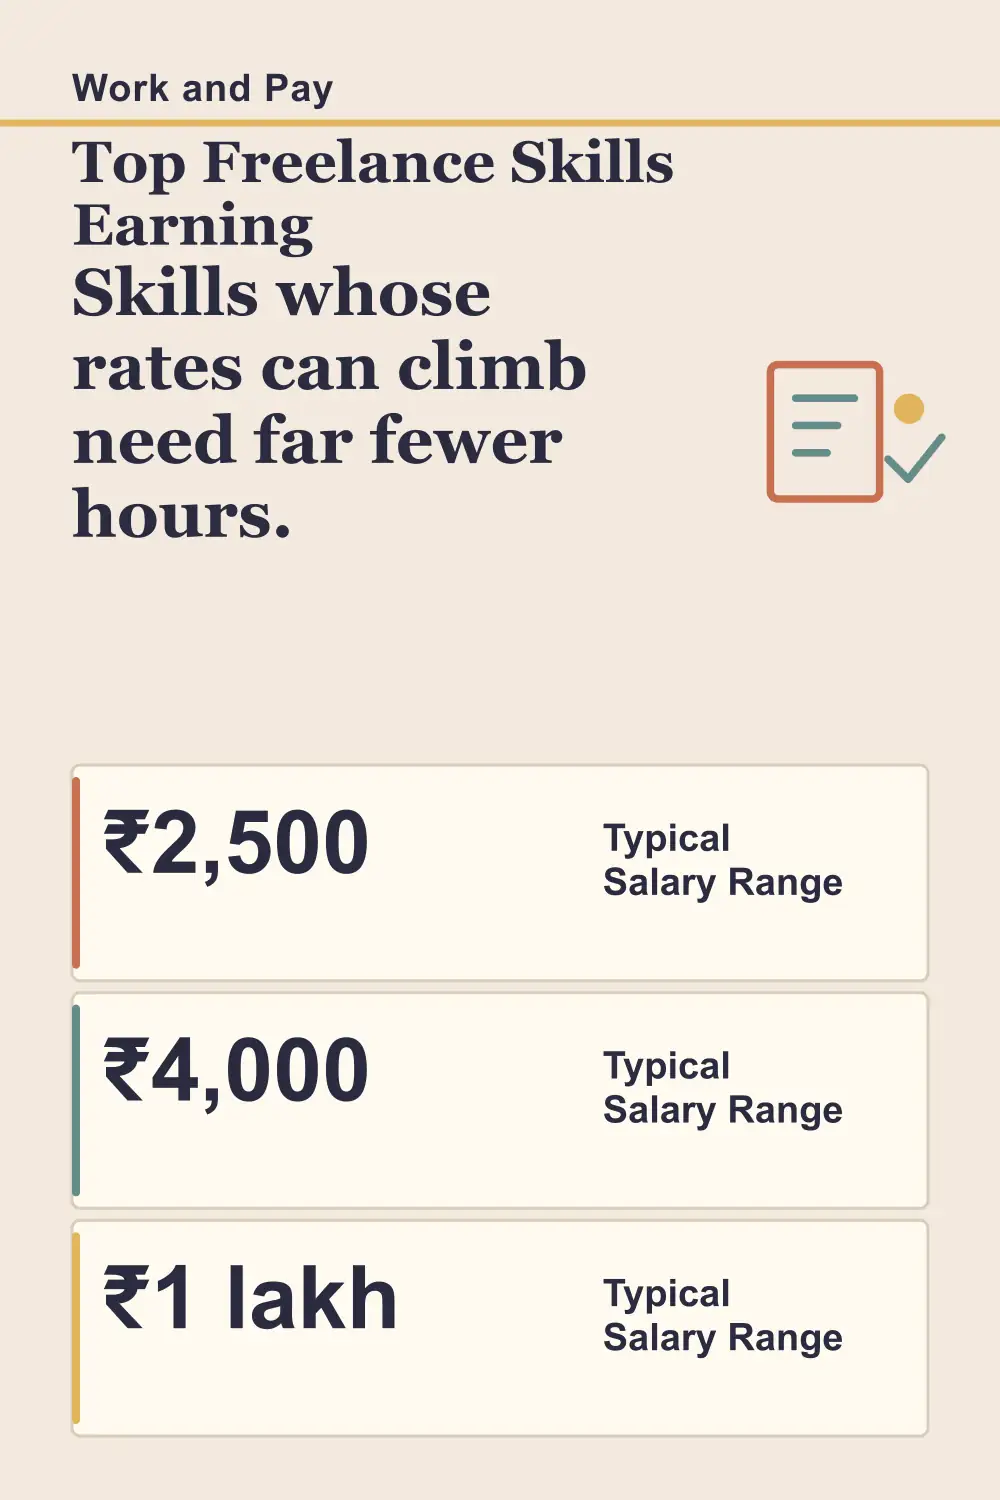 Work and Pay
Top Freelance Skills
Earning
Skills whose
rates can climb
need far fewer
hours.
₹2,500
Typical
Salary Range
₹4,000
Typical
Salary Range
₹1 lakh
Typical
Salary Range